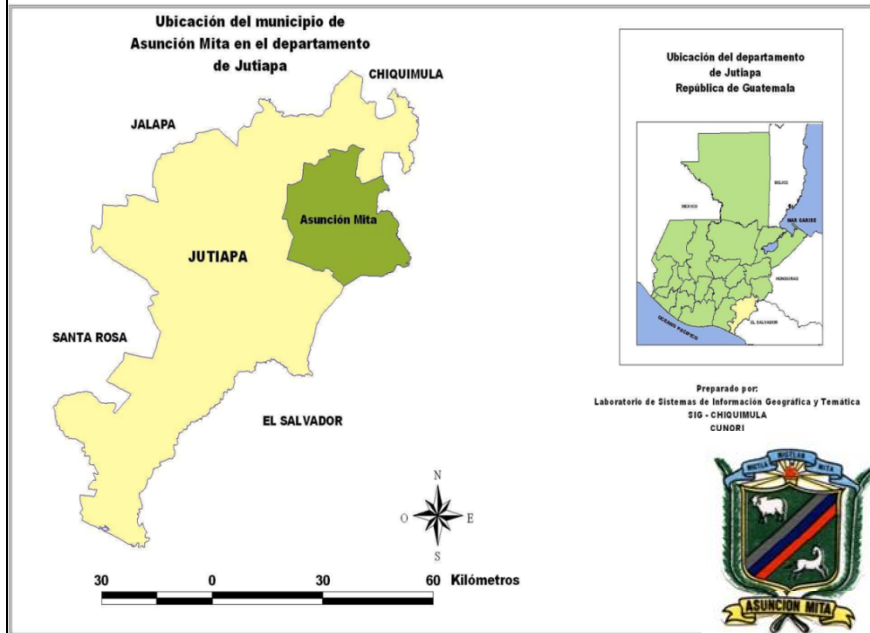 Ubicación del municipio de
Asunción Mita en el departamento
de Jutiapa
CHIQUIMULA
JALAPA
Asunción Mita
JUTIAPA
SANTA ROSA
EL SALVADOR
N
O
E
S
30
0
30
60
Kilómetros
Ubicación del departamento
de Jutiapa
República de Guatemala
MEXICO
MAR CARIBE
HONDURAS
EL SALVADOR
OCEANO PACIFICO
Preparado por:
Laboratorio de Sistemas de Información Geográfica y Temática
SIG - CHIQUIMULA
CUNORI
MICTLAN
MITA
ASUNCION MITA